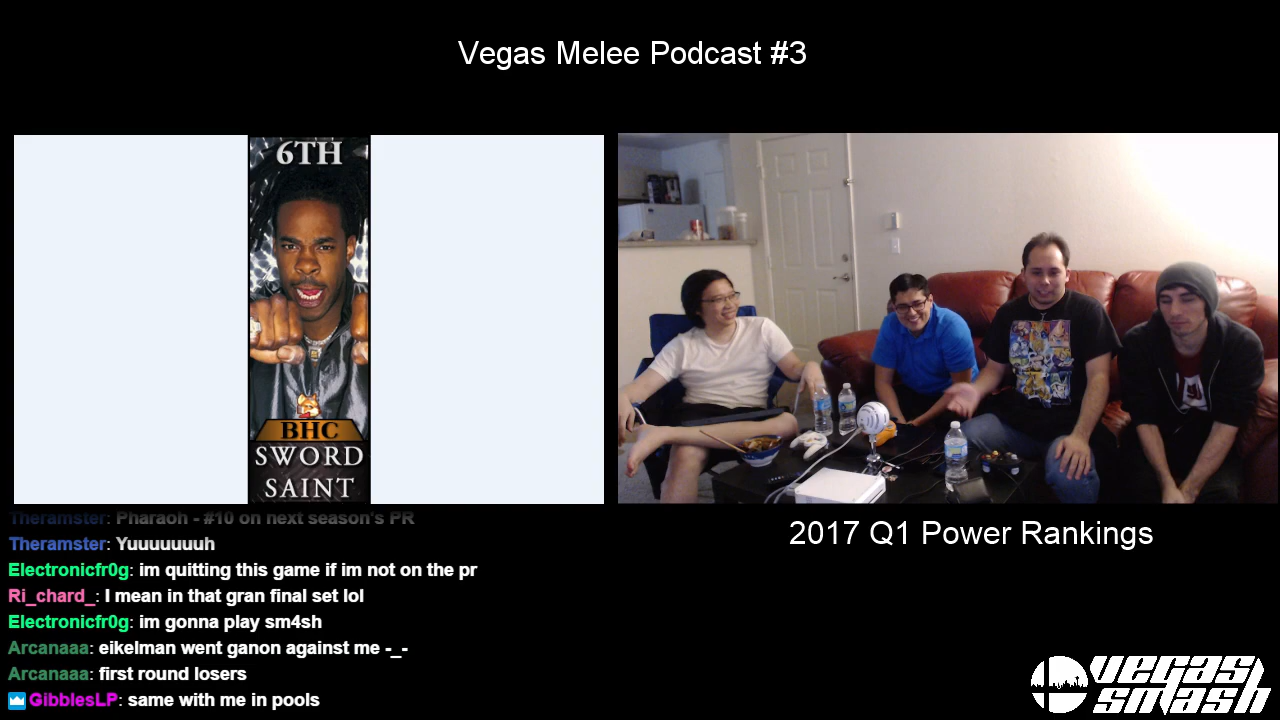 Vegas Melee Podcast #3
6TH
BHC
SWORD
SAINT
Theramster: Pharaoh - #10 on next season's PR
Theramster: Yuuuuuuuh
Electronicfr0g: im quitting this game if im not on the pr
Ri_chard_: I mean in that gran final set lol
Electronicfr0g: im gonna play sm4sh
Arcanaaa: eikelman went ganon against me -_-
Arcanaaa: first round losers
GibblesLP: same with me in pools
2017 Q1 Power Rankings
VEGAS
SMASH